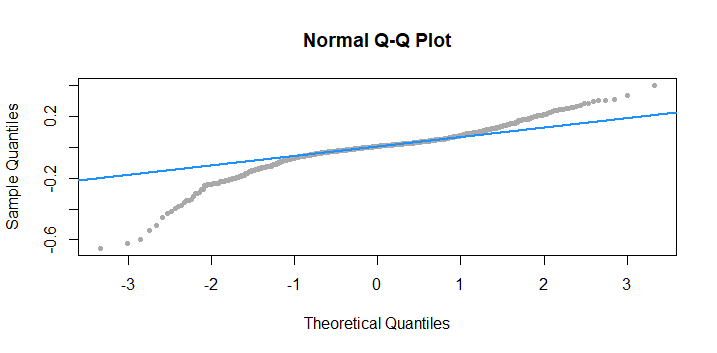 Normal Q-Q Plot
Sample Quantiles
0.2
-0.2
-0.6
-3 -2 -1 0 1 2 3
Theoretical Quantiles